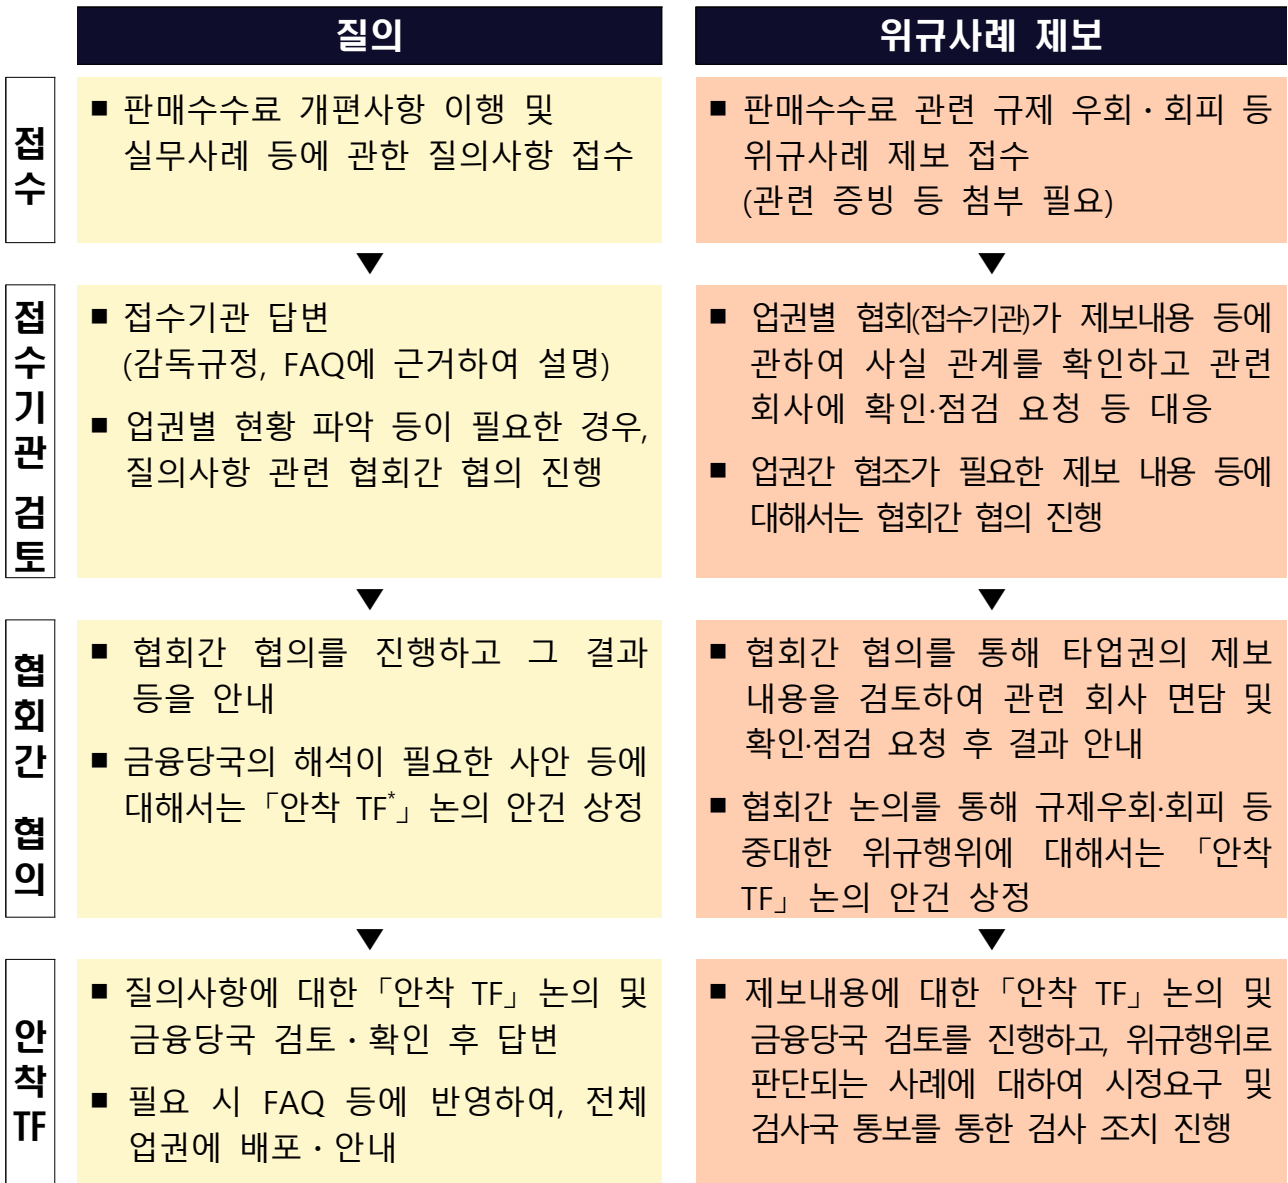 질의
위규사례 제보
접수
■ 판매수수료 개편사항 이행 및
실무사례 등에 관한 질의사항 접수
■ 판매수수료 관련 규제 우회・회피 등
위규사례 제보 접수
(관련 증빙 등 첨부 필요)
▼
▼
접수기관 검토
■ 접수기관 답변
(감독규정, FAQ에 근거하여 설명)
■ 업권별 현황 파악 등이 필요한 경우,
질의사항 관련 협회간 협의 진행
■ 업권별 협회(접수기관)가 제보내용 등에
관하여 사실 관계를 확인하고 관련
회사에 확인·점검 요청 등 대응
■ 업권간 협조가 필요한 제보 내용 등에
대해서는 협회간 협의 진행
▼
▼
협회간 협의
■ 협회간 협의를 진행하고 그 결과
등을 안내
■ 금융당국의 해석이 필요한 사안 등에
대해서는「안착 TF*」논의 안건 상정
■ 협회간 협의를 통해 타업권의 제보
내용을 검토하여 관련 회사 면담 및
확인·점검 요청 후 결과 안내
■ 협회간 논의를 통해 규제우회·회피 등
중대한 위규행위에 대해서는 「안착
TF」논의 안건 상정
▼
▼
안착TF
■ 질의사항에 대한「안착 TF」논의 및
금융당국 검토・확인 후 답변
■ 필요 시 FAQ 등에 반영하여, 전체
업권에 배포・안내
■ 제보내용에 대한「안착 TF」논의 및
금융당국 검토를 진행하고, 위규행위로
판단되는 사례에 대하여 시정요구 및
검사국 통보를 통한 검사 조치 진행